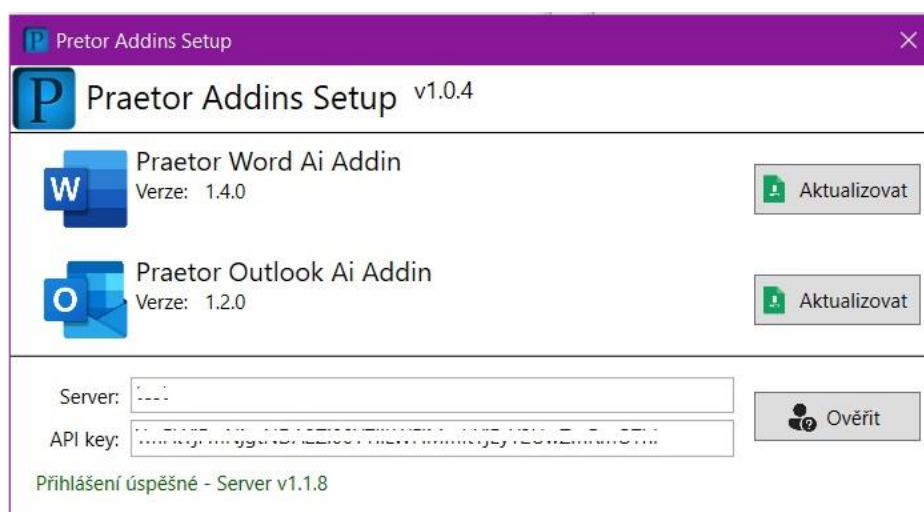 Pretor Addins Setup
P Praetor Addins Setup v1.0.4
W Praetor Word Ai Addin
Verze: 1.4.0
Aktualizovat
O Praetor Outlook Ai Addin
Verze: 1.2.0
Aktualizovat
Server:
API key:
Ověřit
Přihlášení úspěšné - Server v1.1.8